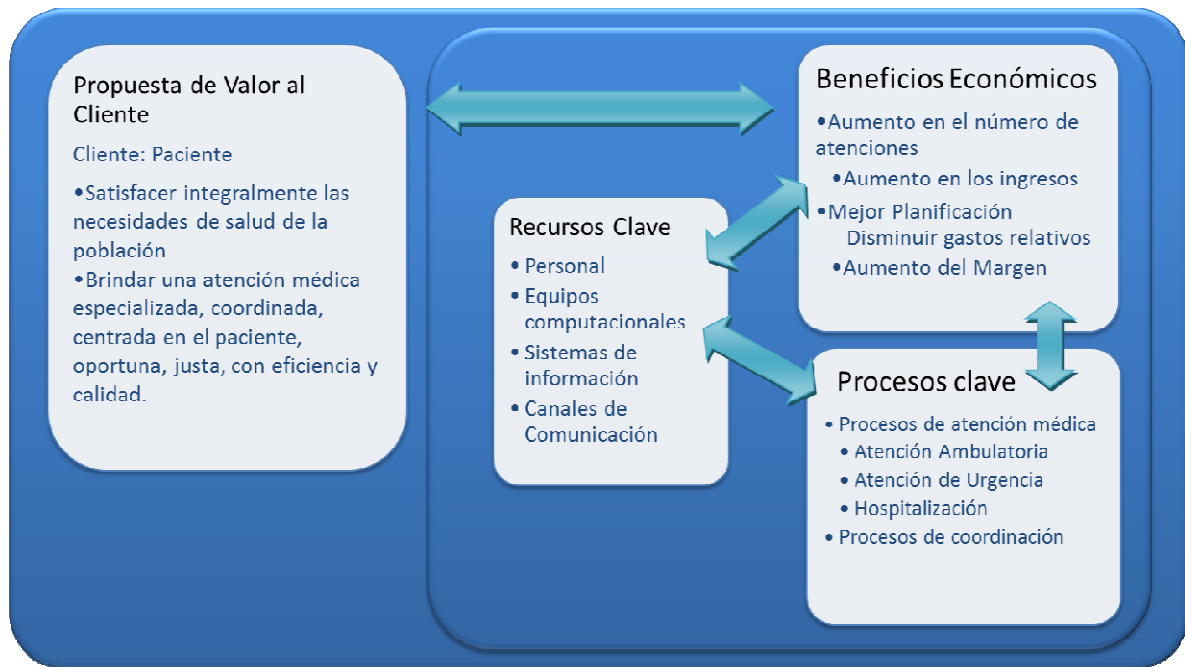 Propuesta de Valor al
Cliente
Cliente: Paciente
•Satisfacer integralmente las
necesidades de salud de la
población
•Brindar una atención médica
especializada, coordinada,
centrada en el paciente,
oportuna, justa, con eficiencia y
calidad.
Recursos Clave
• Personal
• Equipos
computacionales
• Sistemas de
información
• Canales de
Comunicación
Beneficios Económicos
•Aumento en el número de
atenciones
•Aumento en los ingresos
•Mejor Planificación
Disminuir gastos relativos
•Aumento del Margen
Procesos clave
• Procesos de atención médica
• Atención Ambulatoria
• Atención de Urgencia
• Hospitalización
• Procesos de coordinación